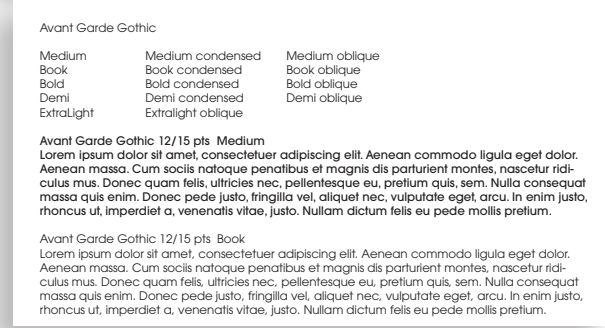 Avant Garde Gothic
Medium Medium condensed Medium oblique
Book Book condensed Book oblique
Bold Bold condensed Bold oblique
Demi Demi condensed Demi oblique
ExtraLight Extralight oblique
Avant Garde Gothic 12/15 pts Medium
Lorem ipsum dolor sit amet, consectetuer adipiscing elit. Aenean commodo ligula eget dolor.
Aenean massa. Cum sociis natoque penatibus et magnis dis parturient montes, nascetur ridi-
culus mus. Donec quam felis, ultricies nec, pellentesque eu, pretium quis, sem. Nulla consequat
massa quis enim. Donec pede justo, fringilla vel, aliquet nec, vulputate eget, arcu. In enim justo,
rhoncus ut, imperdiet a, venenatis vitae, justo. Nullam dictum felis eu pede mollis pretium.
Avant Garde Gothic 12/15 pts Book
Lorem ipsum dolor sit amet, consectetuer adipiscing elit. Aenean commodo ligula eget dolor.
Aenean massa. Cum sociis natoque penatibus et magnis dis parturient montes, nascetur ridi-
culus mus. Donec quam felis, ultricies nec, pellentesque eu, pretium quis, sem. Nulla consequat
massa quis enim. Donec pede justo, fringilla vel, aliquet nec, vulputate eget, arcu. In enim justo,
rhoncus ut, imperdiet a, venenatis vitae, justo. Nullam dictum felis eu pede mollis pretium.